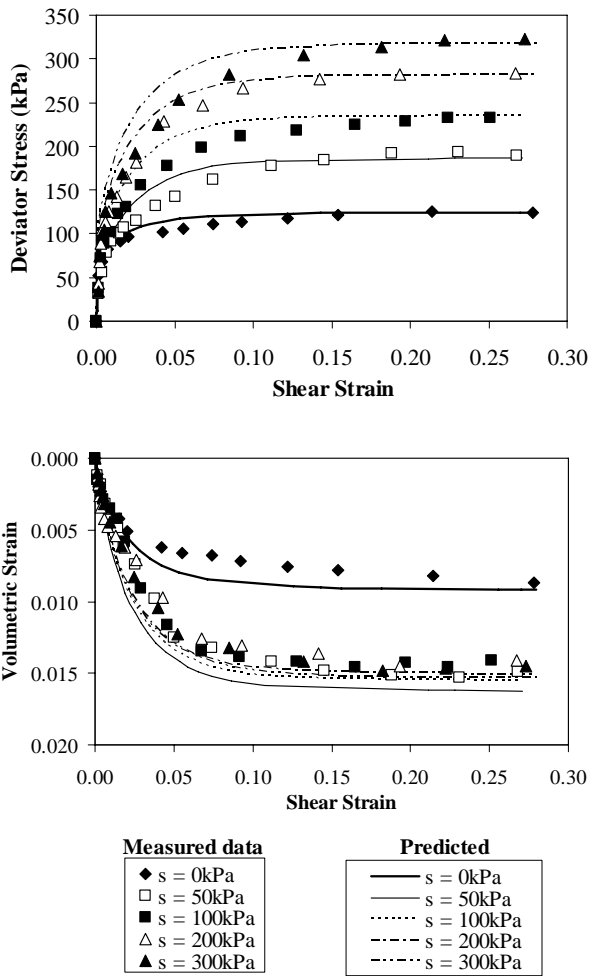 Deviator Stress (kPa)
350
300
250
200
150
100
50
0
0.00 0.05 0.10 0.15 0.20 0.25 0.30
Shear Strain
Volumetric Strain
0.000
0.005
0.010
0.015
0.020
0.00 0.05 0.10 0.15 0.20 0.25 0.30
Shear Strain
Measured data
s = 0kPa
s = 50kPa
s = 100kPa
s = 200kPa
s = 300kPa
Predicted
s = 0kPa
s = 50kPa
s = 100kPa
s = 200kPa
s = 300kPa